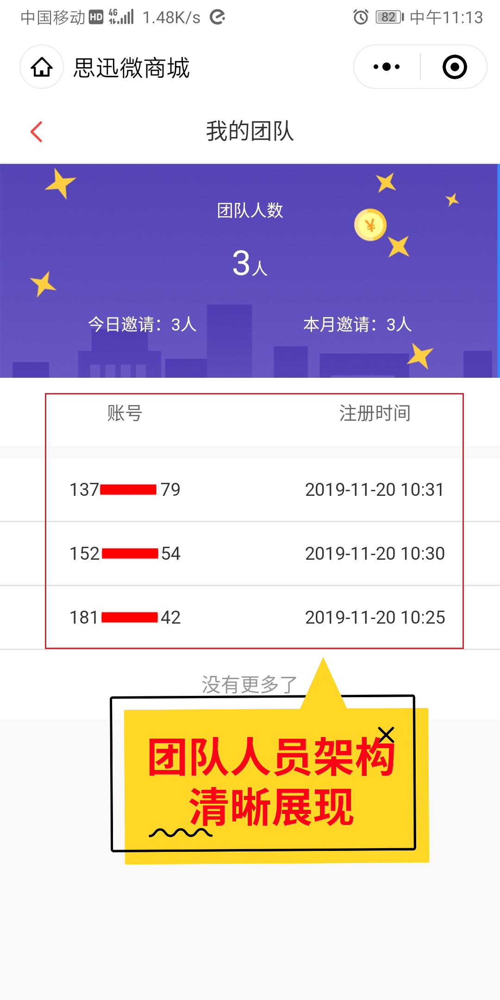 中国移动 HD 4G 1.48K/s 82 中午11:13
思迅微商城
我的团队
团队人数
¥
3人
今日邀请：3人 本月邀请：3人
账号 注册时间
137 79 2019-11-20 10:31
152 54 2019-11-20 10:30
181 42 2019-11-20 10:25
没有更多了
团队人员架构
清晰展现